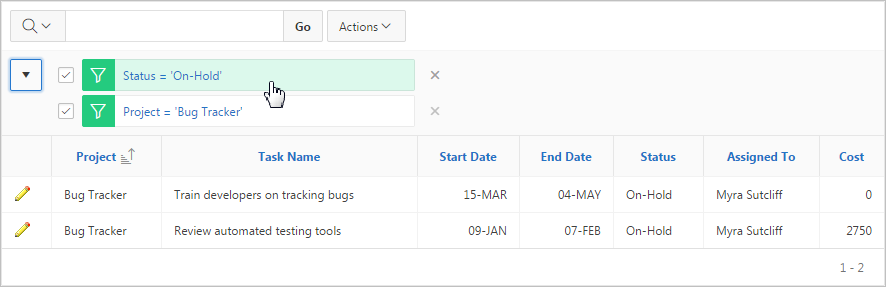 Go Actions
Status = 'On-Hold'
Project = 'Bug Tracker'
Project Task Name Start Date End Date Status Assigned To Cost
Bug Tracker Train developers on tracking bugs 15-MAR 04-MAY On-Hold Myra Sutcliff 0
Bug Tracker Review automated testing tools 09-JAN 07-FEB On-Hold Myra Sutcliff 2750
1 - 2